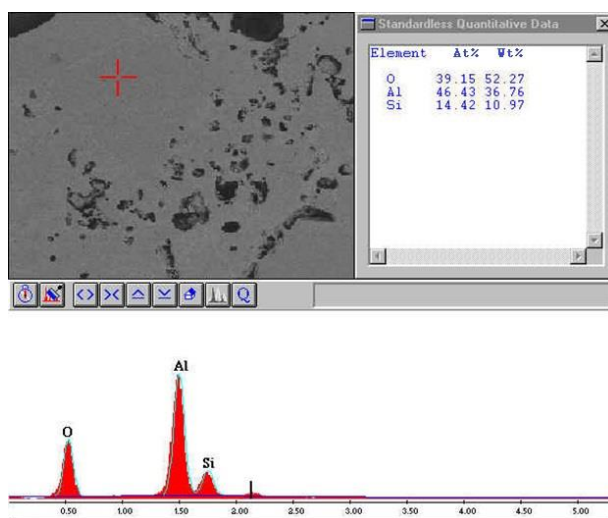 Standardless Quantitative Data
Element At% Wt%
O 39.15 52.27
Al 46.43 36.76
Si 14.42 10.97
Q
Al
O
Si
0.50 1.00 1.50 2.00 2.50 3.00 3.50 4.00 4.50 5.00